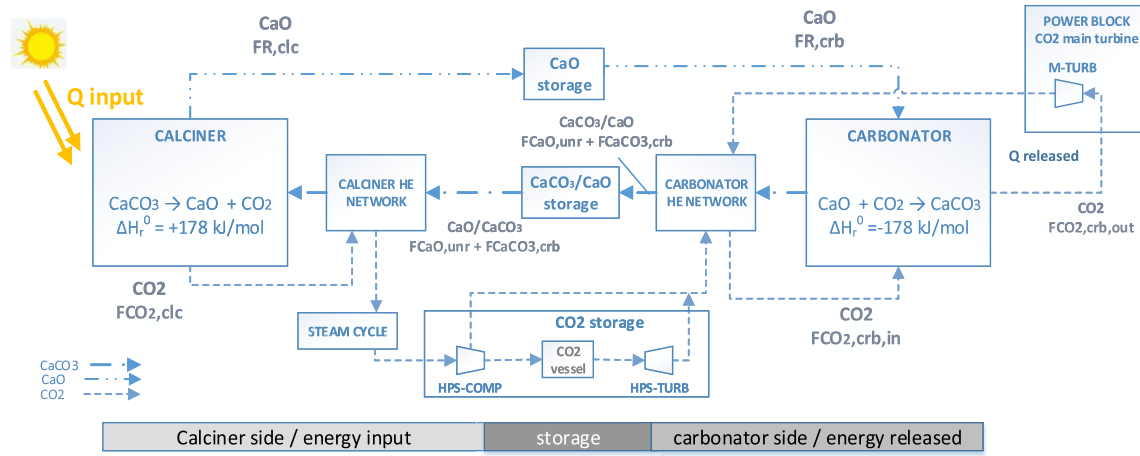 CaO
FR,clc
CaO
FR,crb
POWER BLOCK
CO2 main turbine
M-TURB
Q input
CaO
storage
CALCINER
CaCO₃ → CaO + CO₂
ΔHᵣ⁰ = +178 kJ/mol
CALCINER HE
NETWORK
CaCO₃/CaO
FCaO,unr + FCaCO₃,crb
CaCO₃/CaO
storage
CARBONATOR
HE NETWORK
CARBONATOR
CaO + CO₂ → CaCO₃
ΔHᵣ⁰ =-178 kJ/mol
Q released
CO2
FCO2,crb,out
CaO/CaCO₃
FCaO,unr + FCaCO₃,crb
CO2
FCO₂,clc
STEAM CYCLE
CO2 storage
CO2
vessel
HPS-COMP
HPS-TURB
CO2
FCO₂,crb,in
CaCO3
CaO
CO2
Calciner side / energy input
storage
carbonator side / energy released